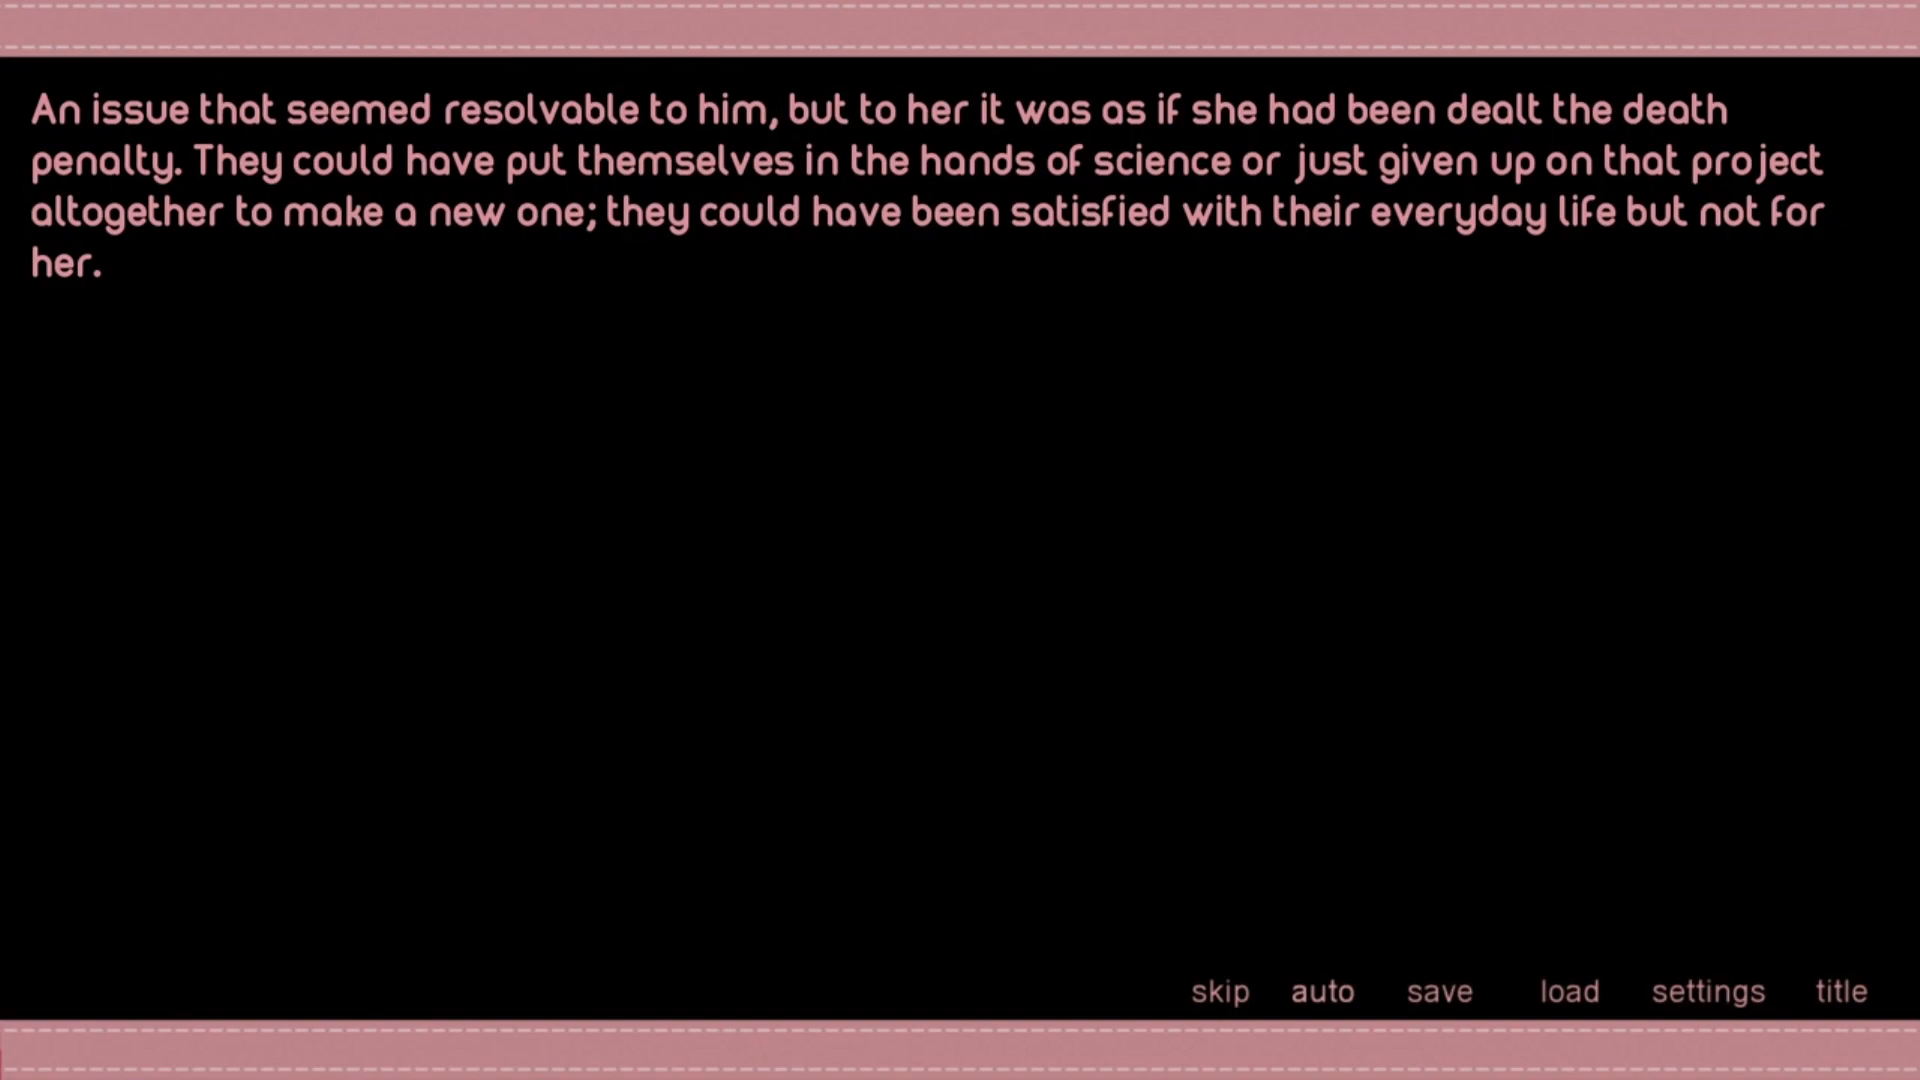 An issue that seemed resolvable to him, but to her it was as if she had been dealt the death
penalty. They could have put themselves in the hands of science or just given up on that project
altogether to make a new one; they could have been satisfied with their everyday life but not for
her.
skip auto save load settings title